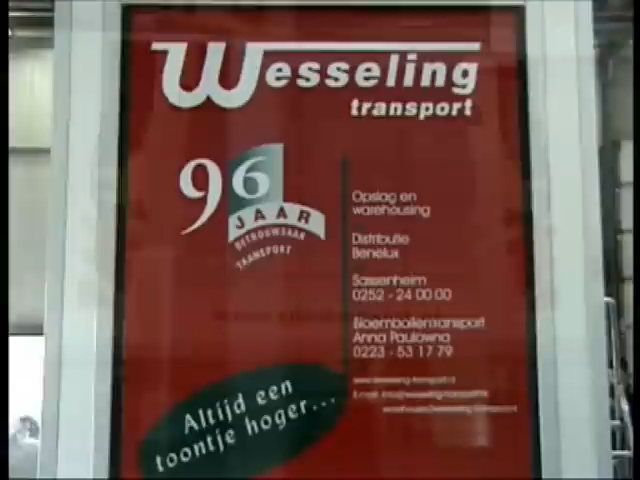 Wesseling
transport
96
JAAR
BETROUWBAAR
TRANSPORT
Opslag en
warehousing
Distributie
Benelux
Sassenheim
0252 - 24 00 00
Bloembollentransport
Anna Paulowna
0223 - 53 17 79
Altijd een
toontje hoger...